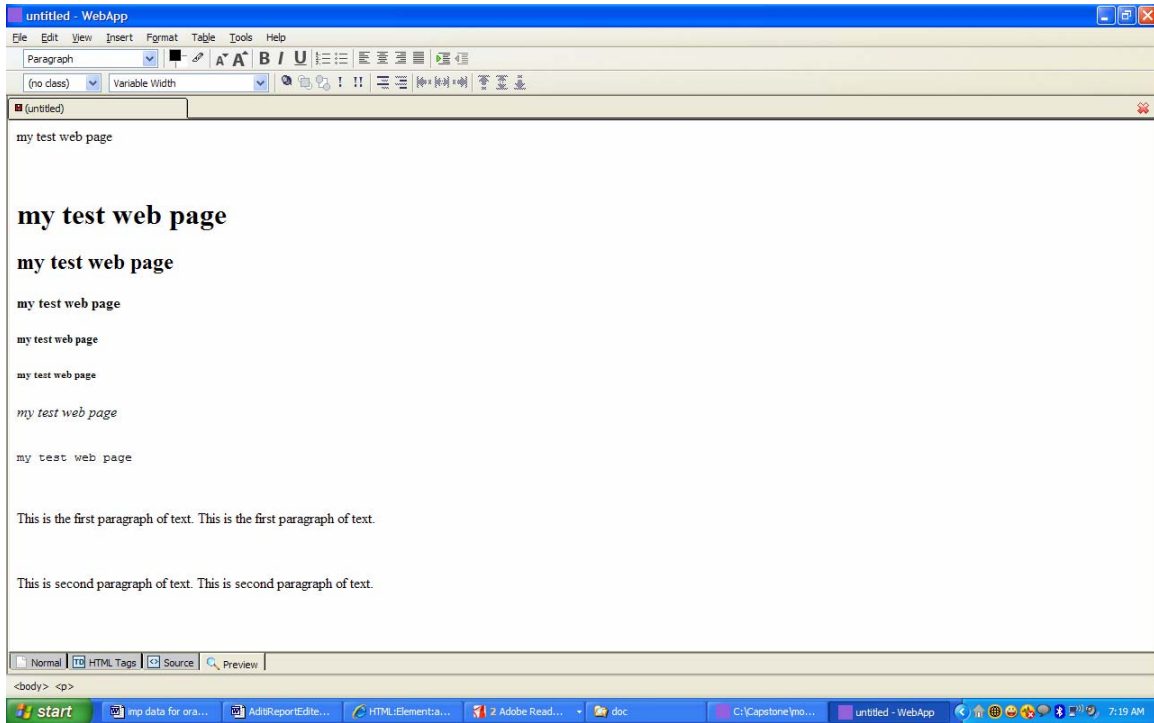 untitled - WebApp
File Edit View Insert Format Table Tools Help
Paragraph A A B I U
(no class) Variable Width ! !!
(untitled)
my test web page
my test web page
my test web page
my test web page
my test web page
my test web page
my test web page
my test web page
This is the first paragraph of text. This is the first paragraph of text.
This is second paragraph of text. This is second paragraph of text.
Normal TD HTML Tags Source Preview
<body> <p>
start imp data for ora... AditiReportEdite... HTML:Element:a... 2 Adobe Read... doc C:\Capstone\mo... untitled - WebApp 7:19 AM